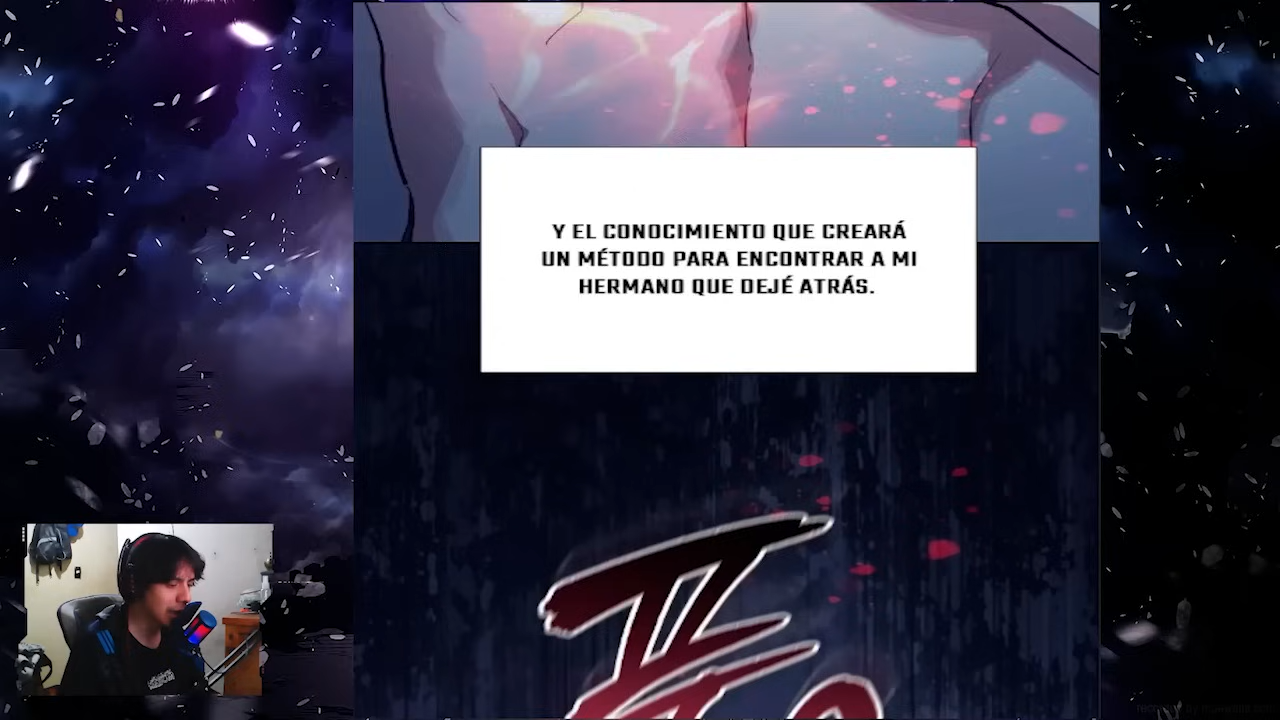 Y EL CONOCIMIENTO QUE CREARÁ
UN MÉTODO PARA ENCONTRAR A MI
HERMANO QUE DEJÉ ATRÁS.